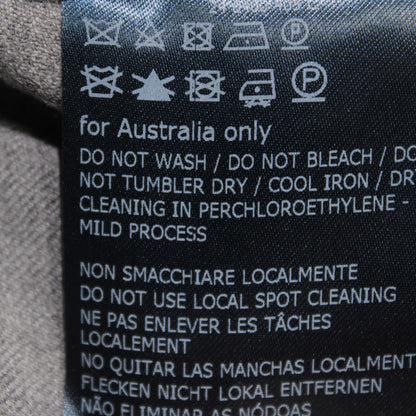 for Australia only
DO NOT WASH / DO NOT BLEACH / DO
NOT TUMBLER DRY / COOL IRON / DR
CLEANING IN PERCHLOROETHYLENE -
MILD PROCESS
NON SMACCHIARE LOCALMENTE
DO NOT USE LOCAL SPOT CLEANING
NE PAS ENLEVER LES TÂCHES
LOCALEMENT
NO QUITAR LAS MANCHAS LOCALMENT
FLECKEN NICHT LOKAL ENTFERNEN
NÃO ELIMINAR AS NÓDOAS